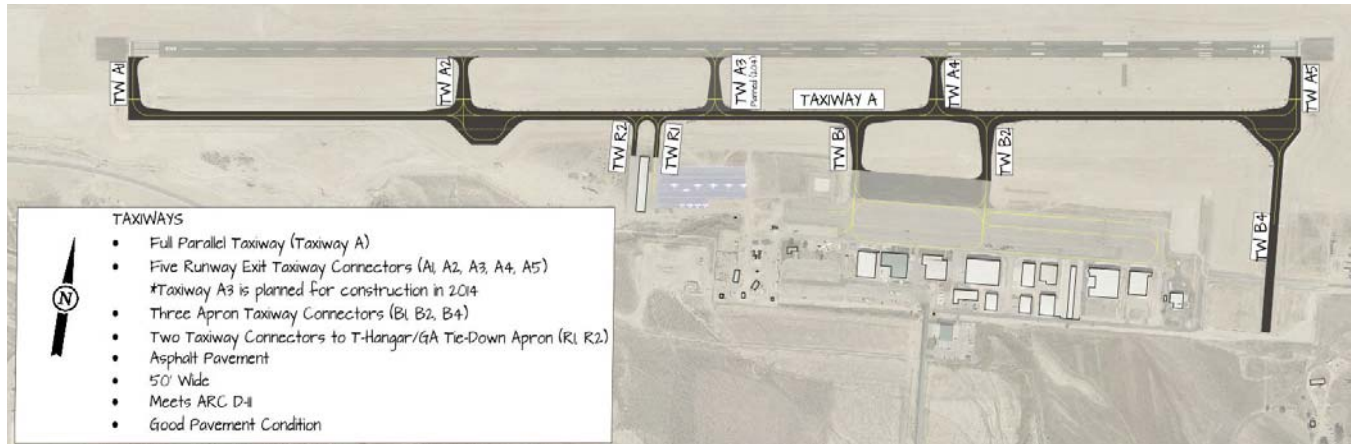 TW A1
TW A2
TW A3
Planned (2014)
TW A4
TW A5
TAXIWAY A
TW R2
TW R1
TW B1
TW B2
TW B4
N
TAXIWAYS
• Full Parallel Taxiway (Taxiway A)
• Five Runway Exit Taxiway Connectors (A1, A2, A3, A4, A5)
*Taxiway A3 is planned for construction in 2014
• Three Apron Taxiway Connectors (B1, B2, B4)
• Two Taxiway Connectors to T-Hangar/GA Tie-Down Apron (R1, R2)
• Asphalt Pavement
• 50' Wide
• Meets ARC D-II
• Good Pavement Condition